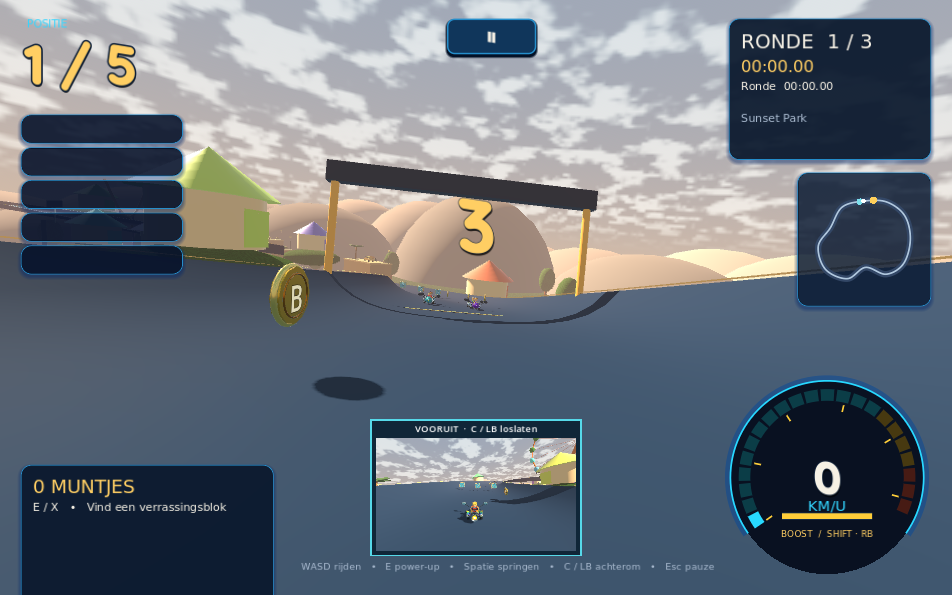 POSITIE
1 / 5
RONDE 1 / 3
00:00.00
Ronde 00:00.00
Sunset Park
3
B
VOORUIT · C / LB loslaten
0 MUNTJES
E / X • Vind een verrassingsblok
0
KM/U
BOOST / SHIFT · RB
WASD rijden • E power-up • Spatie springen • C / LB achterom • Esc pauze